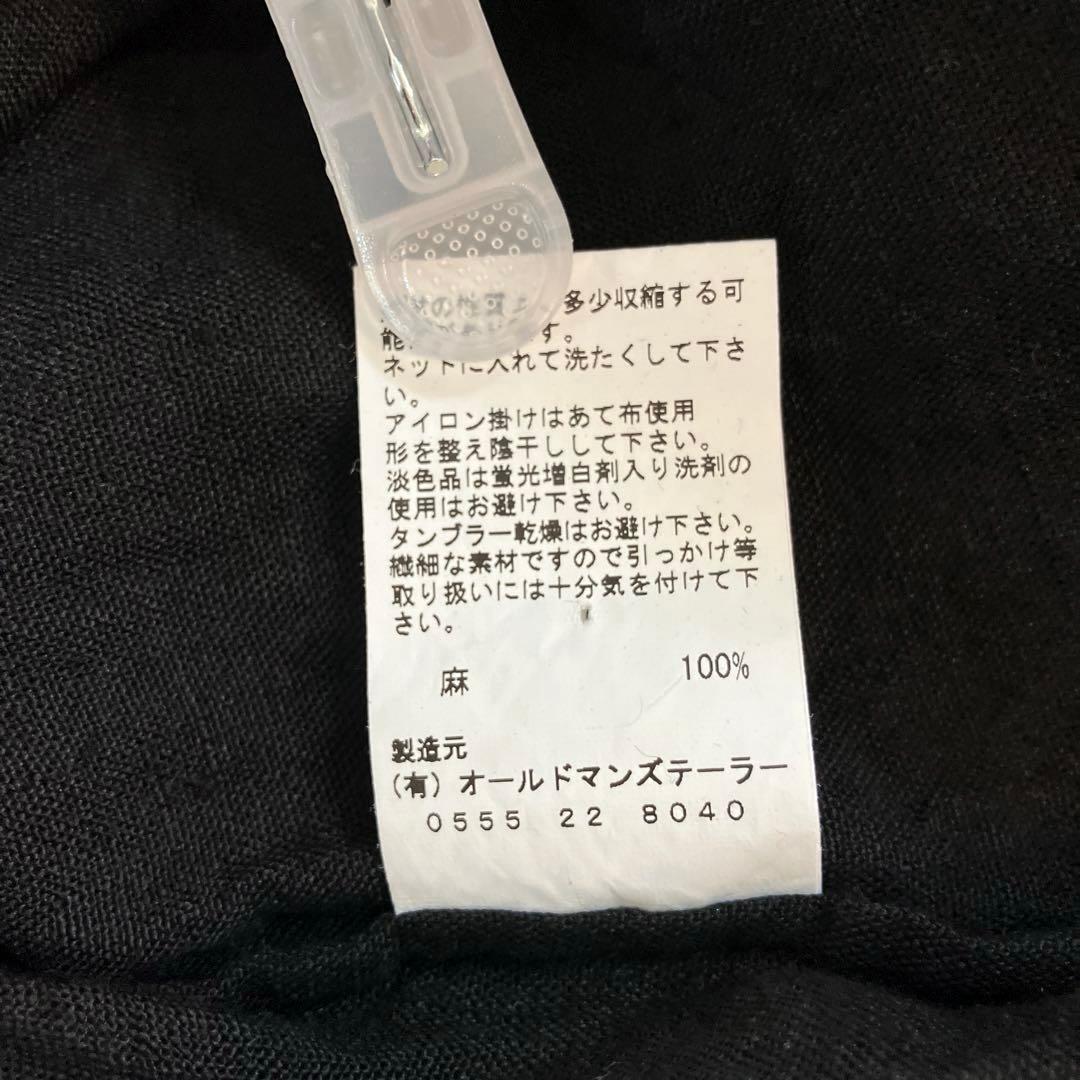 の性質上、多少収縮する可
能 す。
ネットに入れて洗たくして下さ
い。
アイロン掛けはあて布使用
形を整え陰干しして下さい。
淡色品は蛍光増白剤入り洗剤の
使用はお避け下さい。
タンブラー乾燥はお避け下さい。
繊細な素材ですので引っかけ等
取り扱いには十分気を付けて下
さい。
麻 100%
製造元
(有)オールドマンズテーラー
0555 22 8040